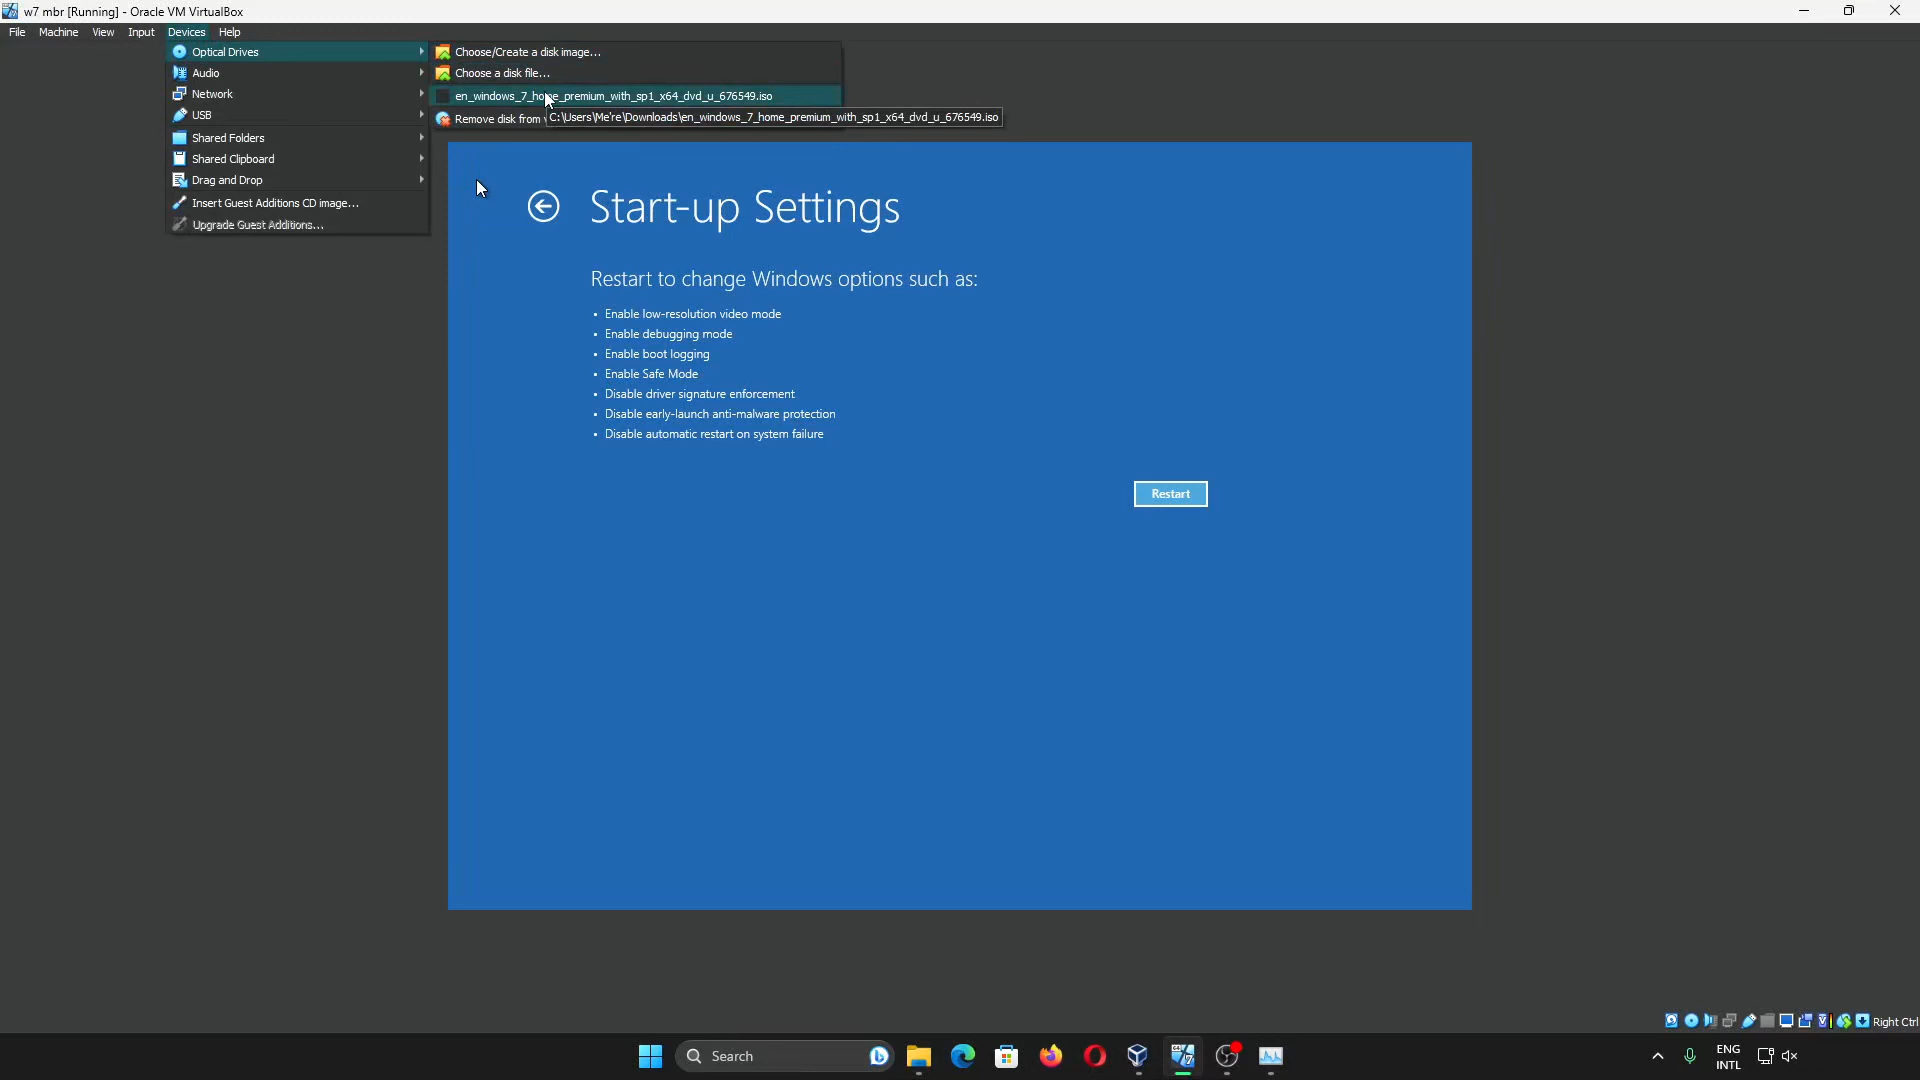 w7 mbr [Running] - Oracle VM VirtualBox
File Machine View Input Devices Help
Optical Drives
Audio
Network
USB
Shared Folders
Shared Clipboard
Drag and Drop
Insert Guest Additions CD image...
Upgrade Guest Additions...
Choose/Create a disk image...
Choose a disk file...
en_windows_7_home_premium_with_sp1_x64_dvd_u_676549.iso
Remove disk from
C:\Users\Me're\Downloads\en_windows_7_home_premium_with_sp1_x64_dvd_u_676549.iso
Start-up Settings
Restart to change Windows options such as:
• Enable low-resolution video mode
• Enable debugging mode
• Enable boot logging
• Enable Safe Mode
• Disable driver signature enforcement
• Disable early-launch anti-malware protection
• Disable automatic restart on system failure
Restart
Right Ctrl
Search
ENG
INTL